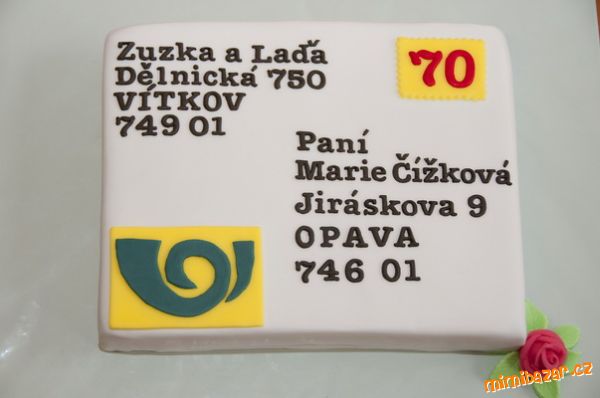 Zuzka a Laďa
Dělnická 750
VÍTKOV
749 01
70
Paní
Marie Čížková
Jiráskova 9
OPAVA
746 01
mimibazar.cz